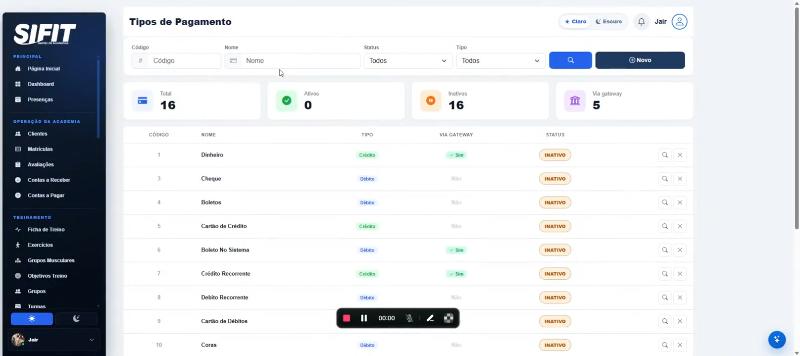 SIFIT
PRINCIPAL
Página Inicial
Dashboard
Presenças
OPERAÇÃO DA ACADEMIA
Clientes
Matrículas
Avaliações
Contas a Receber
Contas a Pagar
TREINAMENTO
Ficha de Treino
Exercícios
Grupos Musculares
Objetivos Treino
Grupos
Turmas
Jair
Tipos de Pagamento
Claro
Escuro
Jair
Código
Nome
Status
Tipo
# Código
Nome
Todos
Todos
Novo
Total
16
Ativos
0
Inativos
16
Via gateway
5
CÓDIGO NOME TIPO VIA GATEWAY STATUS
1 Dinheiro Crédito ✓ Sim INATIVO
3 Cheque Débito Não INATIVO
4 Boletos Débito Não INATIVO
5 Cartão de Crédito Crédito Não INATIVO
6 Boleto No Sistema Débito ✓ Sim INATIVO
7 Crédito Recorrente Crédito ✓ Sim INATIVO
8 Debito Recorrente Débito Não INATIVO
9 Cartão de Débitos INATIVO
10 Coras Débito Não INATIVO
00:00